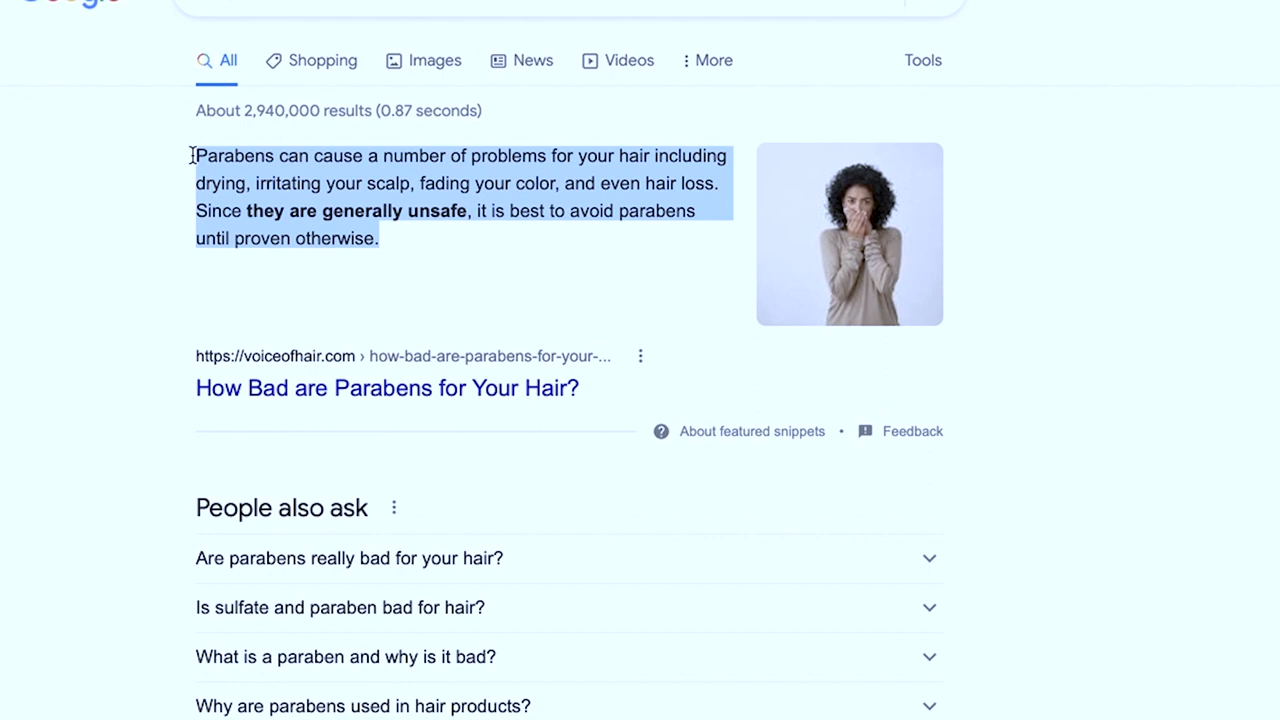 All Shopping Images News Videos More Tools
About 2,940,000 results (0.87 seconds)
Parabens can cause a number of problems for your hair including
drying, irritating your scalp, fading your color, and even hair loss.
Since they are generally unsafe, it is best to avoid parabens
until proven otherwise.
https://voiceofhair.com › how-bad-are-parabens-for-your-...
How Bad are Parabens for Your Hair?
About featured snippets • Feedback
People also ask
Are parabens really bad for your hair?
Is sulfate and paraben bad for hair?
What is a paraben and why is it bad?
Why are parabens used in hair products?